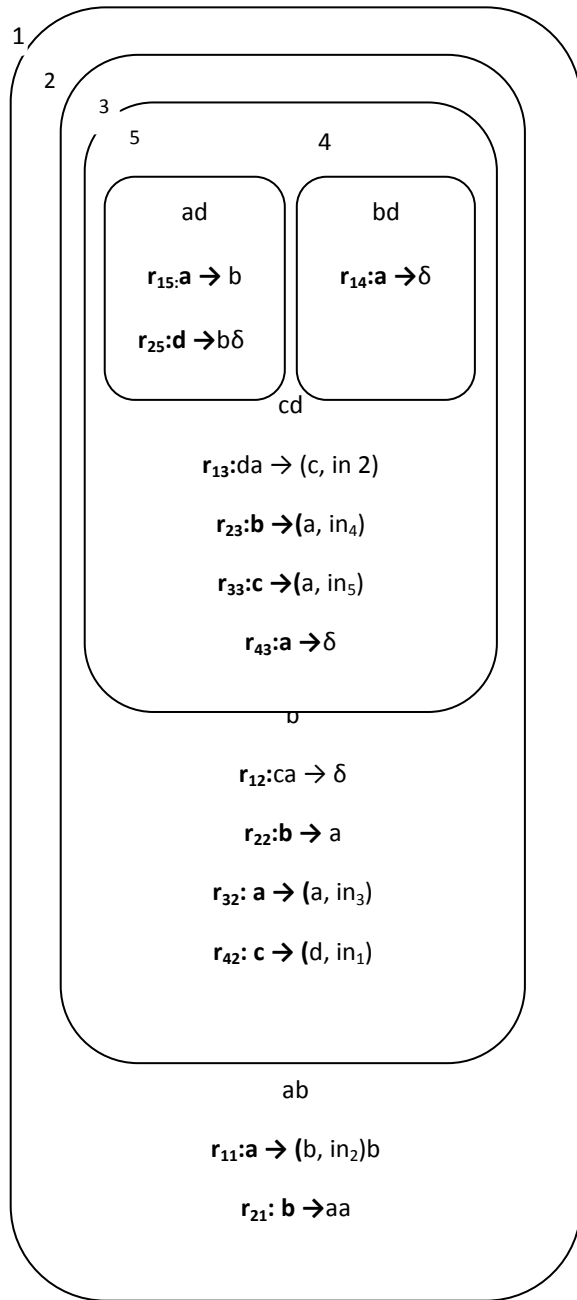 1
2
3
5 4
ad bd
r₁₅:a → b r₁₄:a →δ
r₂₅:d →bδ
cd
r₁₃:da → (c, in 2)
r₂₃:b →(a, in₄)
r₃₃:c →(a, in₅)
r₄₃:a →δ
b
r₁₂:ca → δ
r₂₂:b → a
r₃₂: a → (a, in₃)
r₄₂: c → (d, in₁)
ab
r₁₁:a → (b, in₂)b
r₂₁: b →aa